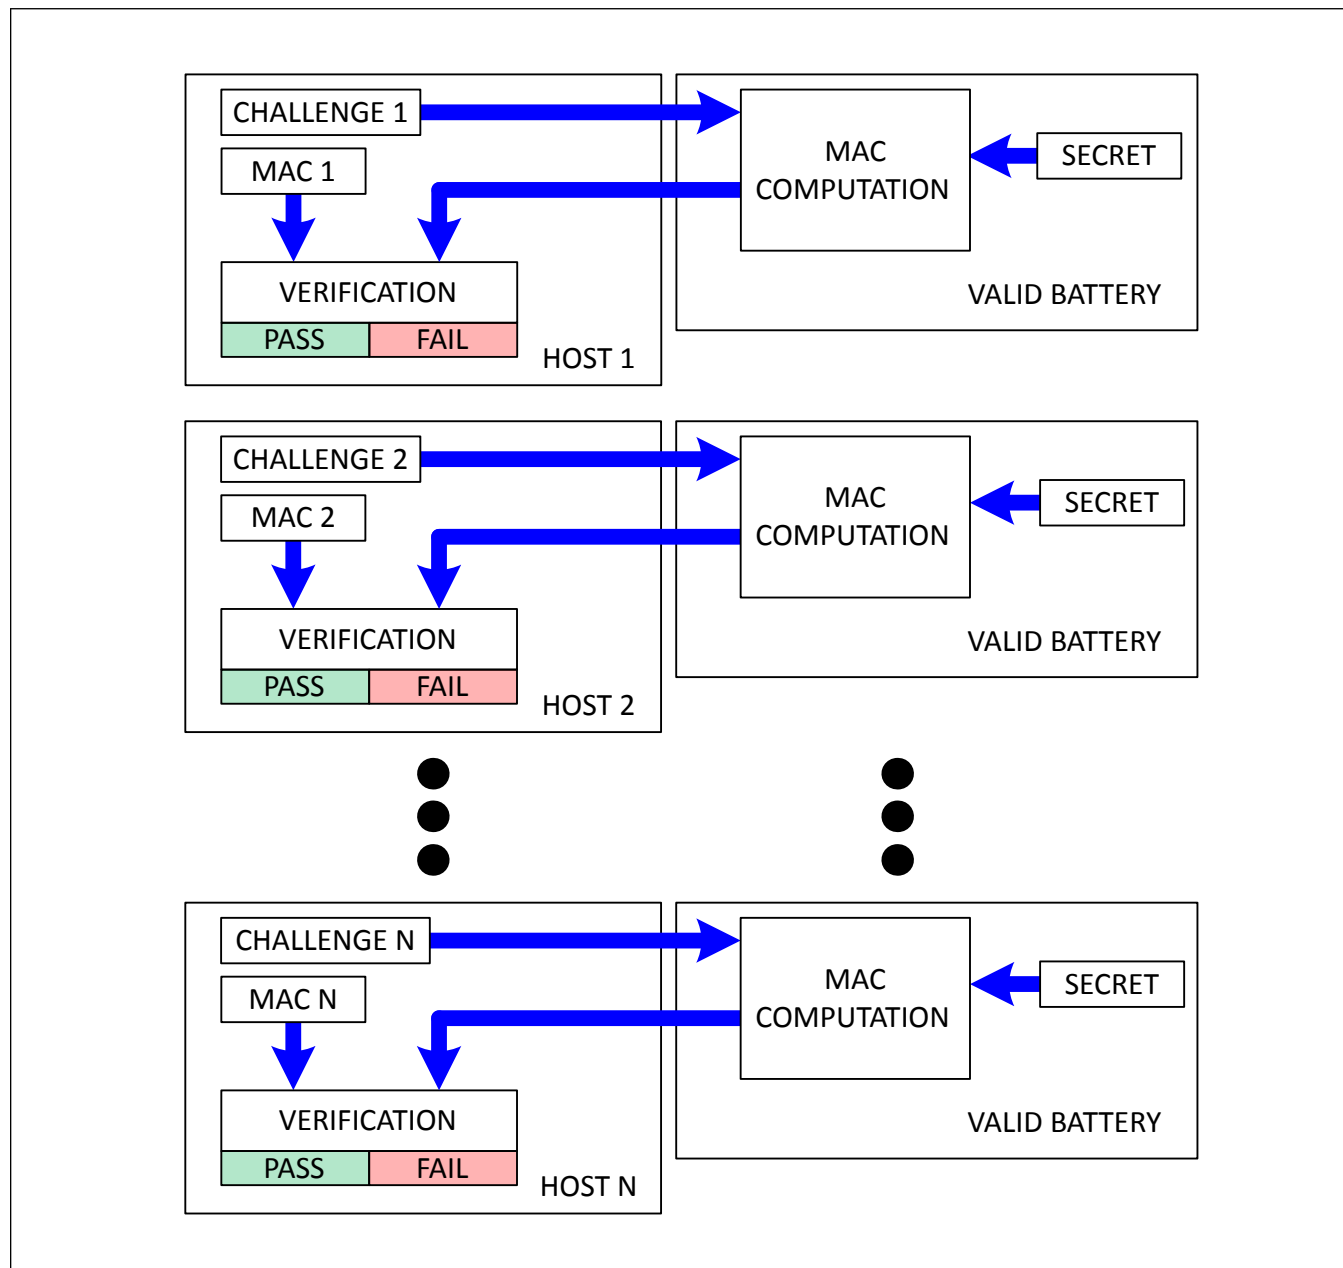 CHALLENGE 1
MAC 1
MAC
COMPUTATION
SECRET
VERIFICATION
PASS
FAIL
HOST 1
VALID BATTERY
CHALLENGE 2
MAC 2
MAC
COMPUTATION
SECRET
VERIFICATION
PASS
FAIL
HOST 2
VALID BATTERY
CHALLENGE N
MAC N
MAC
COMPUTATION
SECRET
VERIFICATION
PASS
FAIL
HOST N
VALID BATTERY